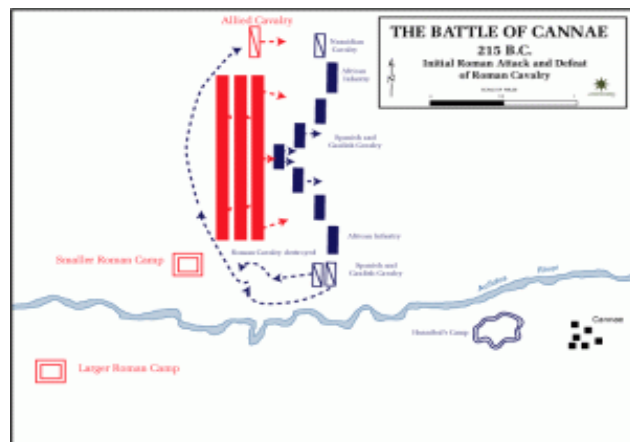 Allied Cavalry
THE BATTLE OF CANNAE
215 B.C.
Initial Roman Attack and Defeat
of Roman Cavalry
N
Numidian
Cavalry
African
Infantry
Spanish and
Gaulish Cavalry
African Infantry
Roman Cavalry destroyed
Spanish and
Gaulish Cavalry
Smaller Roman Camp
River
Cannae
Hannibal's Camp
Larger Roman Camp